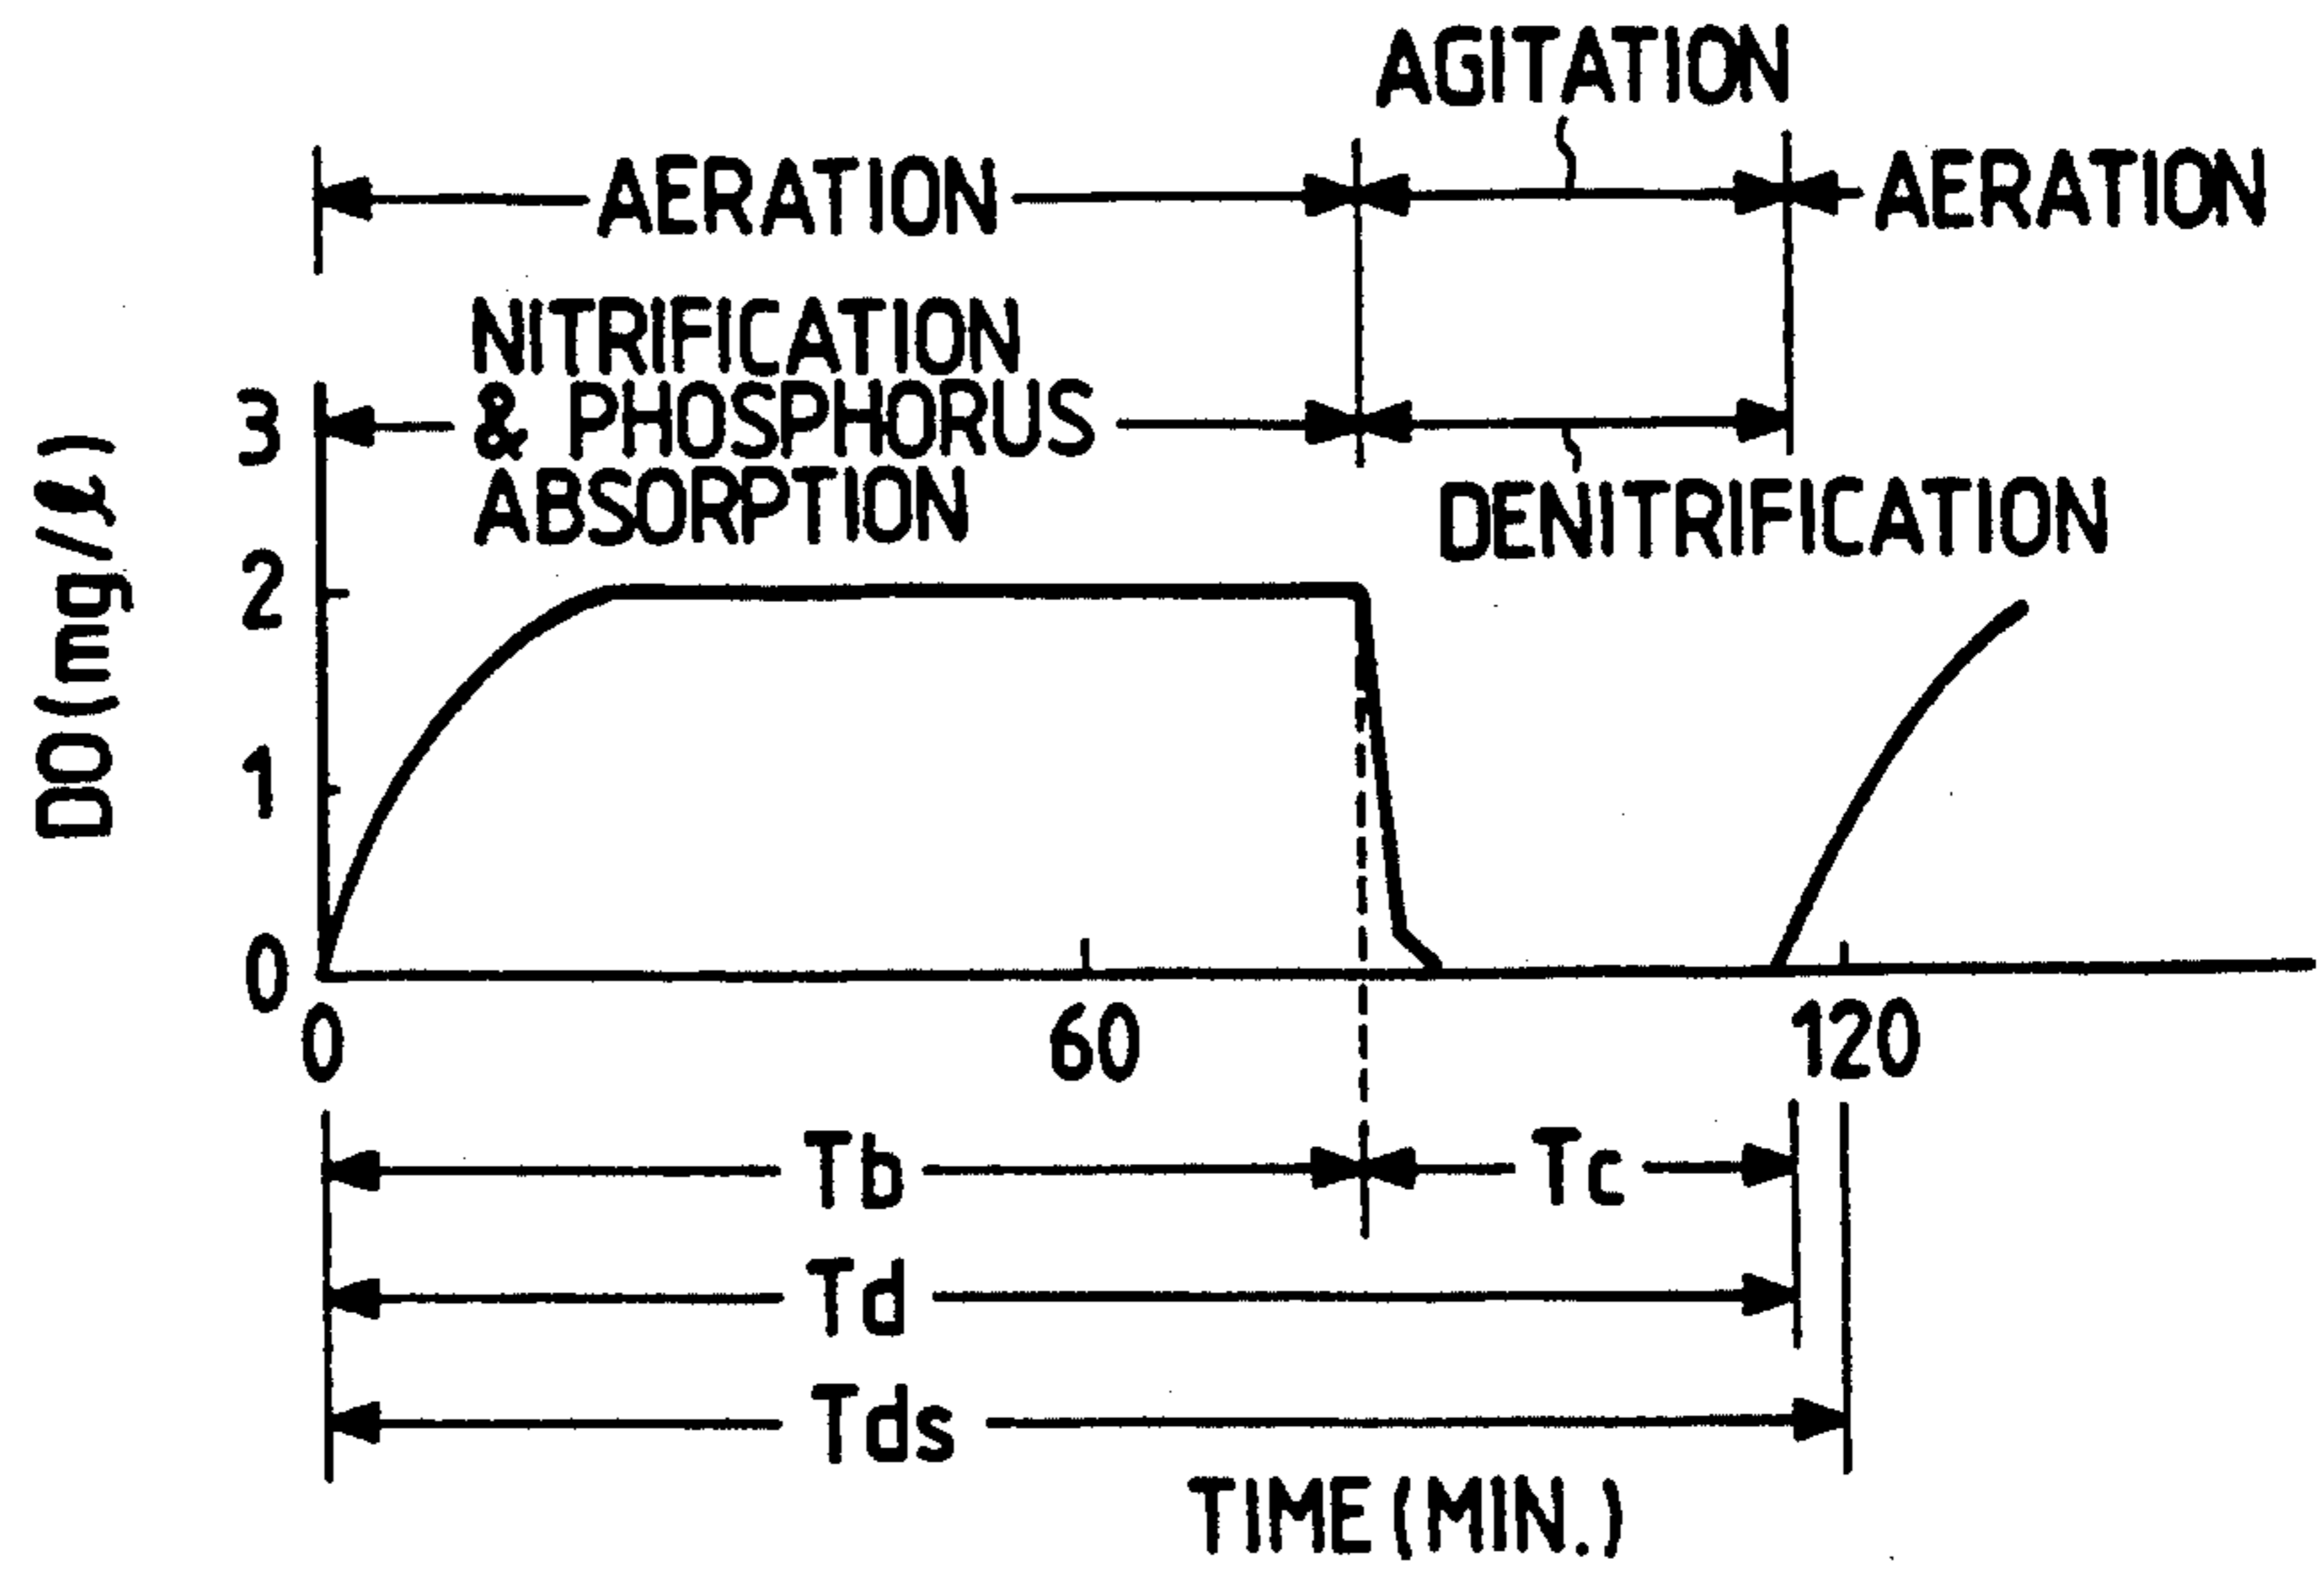 AGITATION
AERATION
AERATION
NITRIFICATION
& PHOSPHORUS
ABSORPTION
DENITRIFICATION
DO (mg/ℓ)
3
2
1
0
0
60
120
Tb
Tc
Td
Tds
TIME (MIN.)